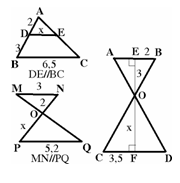 A
2
D x E
3
B 6,5 C
DE//BC
M 3 N
2
O
x
P 5,2 Q
MN//PQ
A E 2 B
3
O
x
C 3,5 F D